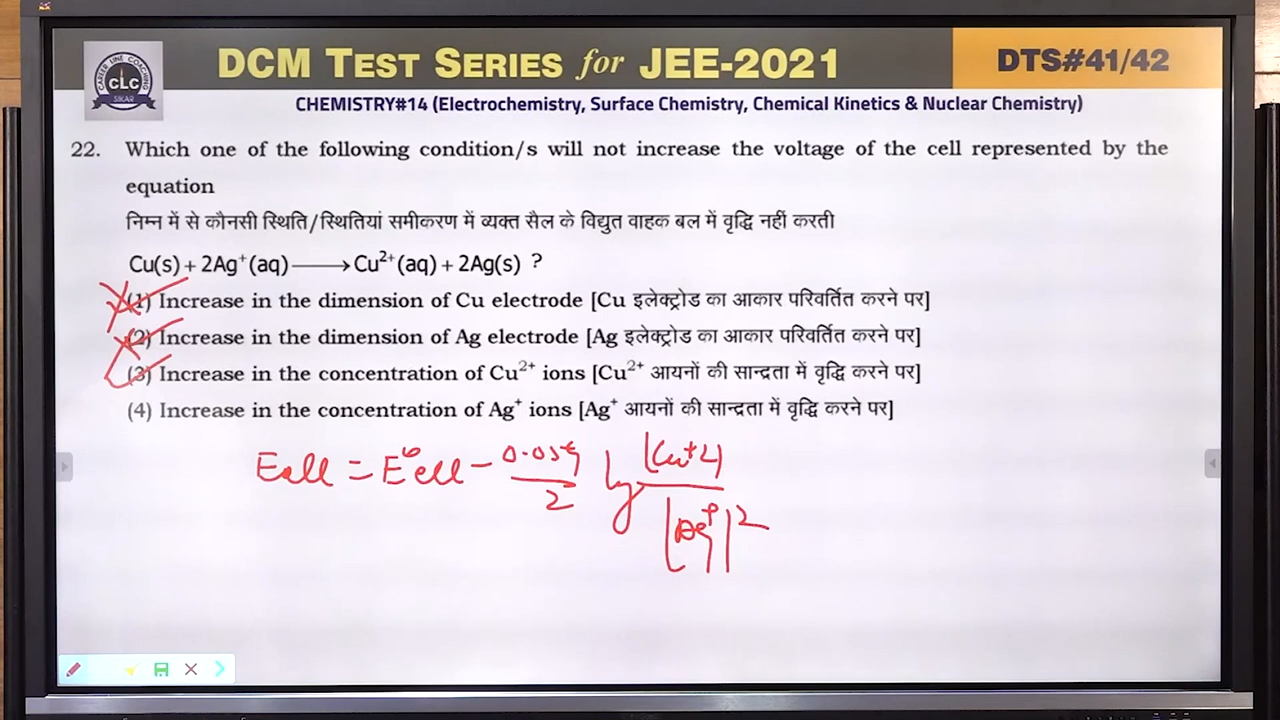 DCM TEST SERIES for JEE-2021
DTS#41/42
CAREER LINE COACHING
CLC
SIKAR
CHEMISTRY#14 (Electrochemistry, Surface Chemistry, Chemical Kinetics & Nuclear Chemistry)
22. Which one of the following condition/s will not increase the voltage of the cell represented by the
equation
निम्न में से कौनसी स्थिति/स्थितियां समीकरण में व्यक्त सैल के विद्युत वाहक बल में वृद्धि नहीं करती
Cu(s) + 2Ag⁺(aq) ⟶ Cu²⁺(aq) + 2Ag(s) ?
(1) Increase in the dimension of Cu electrode [Cu इलेक्ट्रोड का आकार परिवर्तित करने पर]
(2) Increase in the dimension of Ag electrode [Ag इलेक्ट्रोड का आकार परिवर्तित करने पर]
(3) Increase in the concentration of Cu²⁺ ions [Cu²⁺ आयनों की सान्द्रता में वृद्धि करने पर]
(4) Increase in the concentration of Ag⁺ ions [Ag⁺ आयनों की सान्द्रता में वृद्धि करने पर]
Ecell = E°cell - 0.059/2 log [Cu+2]/[Ag+]2